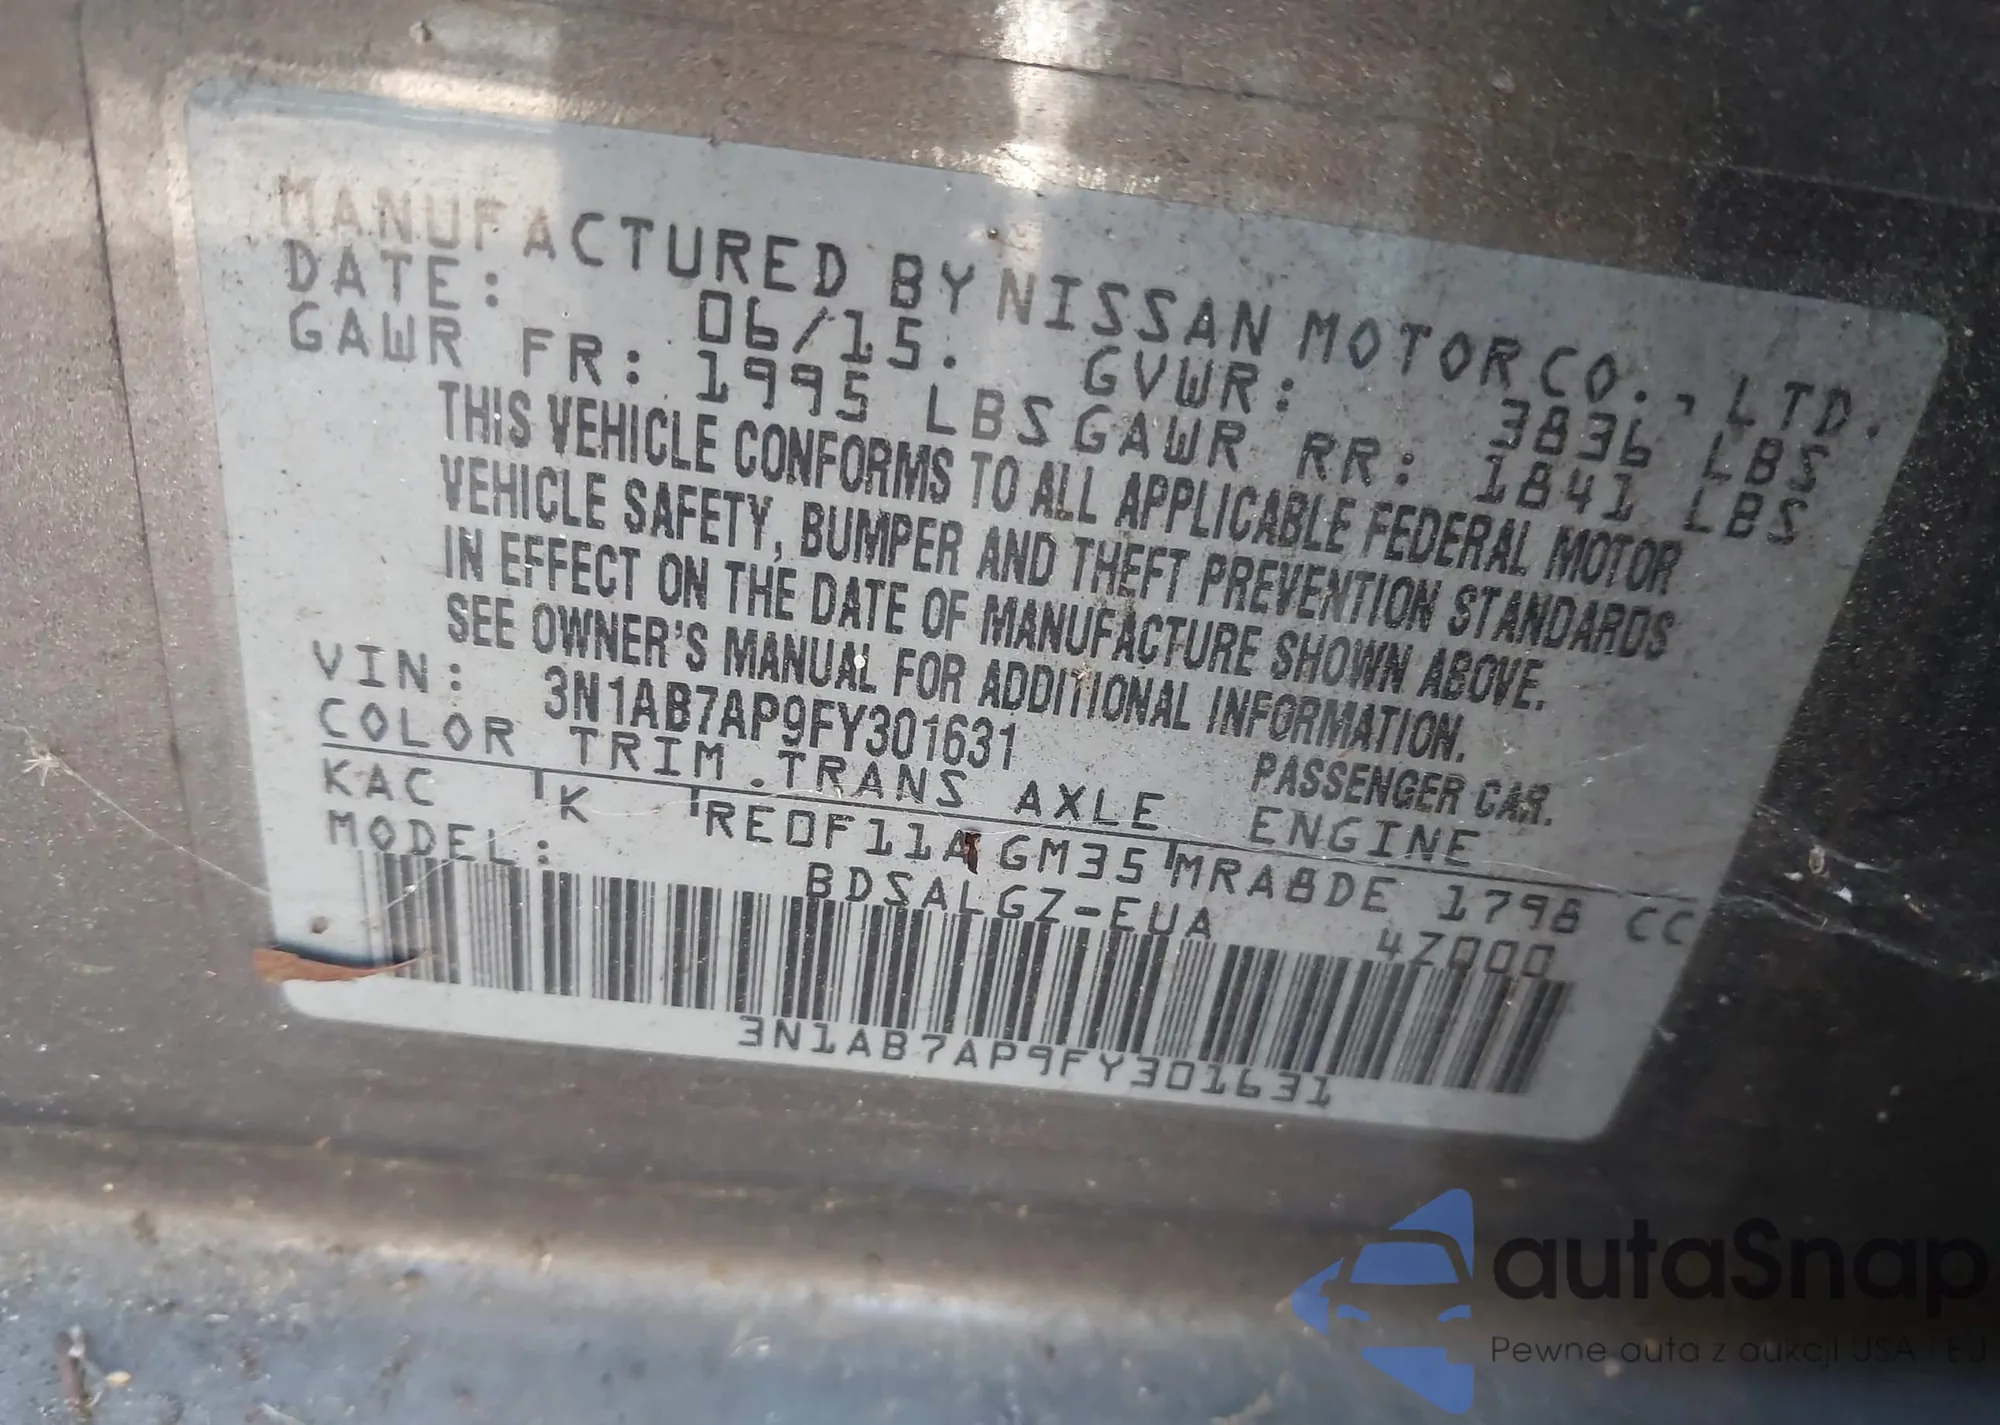 MANUFACTURED BY NISSAN MOTOR CO., LTD.
DATE: 06/15. GVWR: 3836 LBS
GAWR FR: 1995 LBS GAWR RR: 1841 LBS
THIS VEHICLE CONFORMS TO ALL APPLICABLE FEDERAL MOTOR
VEHICLE SAFETY, BUMPER AND THEFT PREVENTION STANDARDS
IN EFFECT ON THE DATE OF MANUFACTURE SHOWN ABOVE.
SEE OWNER'S MANUAL FOR ADDITIONAL INFORMATION.
VIN: 3N1AB7AP9FY301631 PASSENGER CAR.
COLOR TRIM TRANS AXLE ENGINE
KAC K RE0F11A GM35 MRA8DE 1798 CC
MODEL: BDSALGZ-EUA 4Z000
3N1AB7AP9FY301631
autaSnap
Pewne auta z aukcji USA i EJ